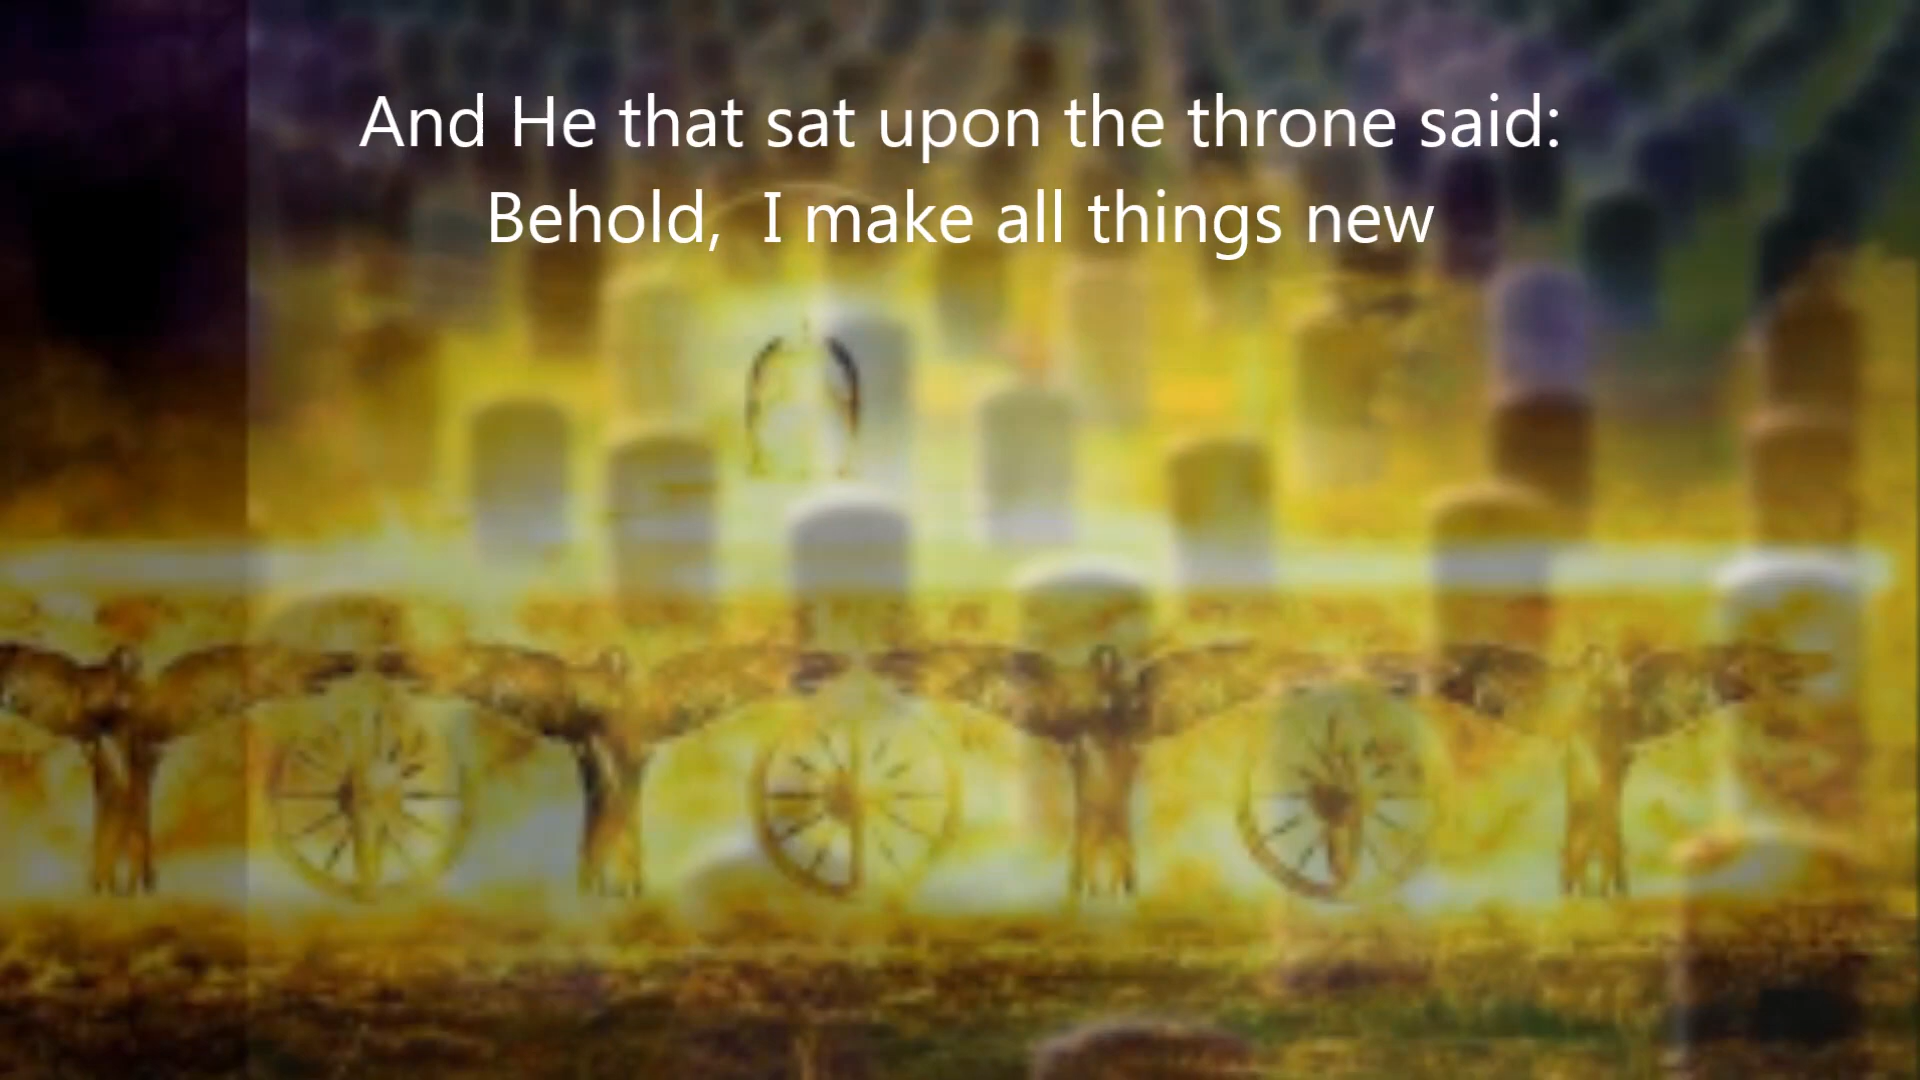 And He that sat upon the throne said:
Behold,  I make all things new